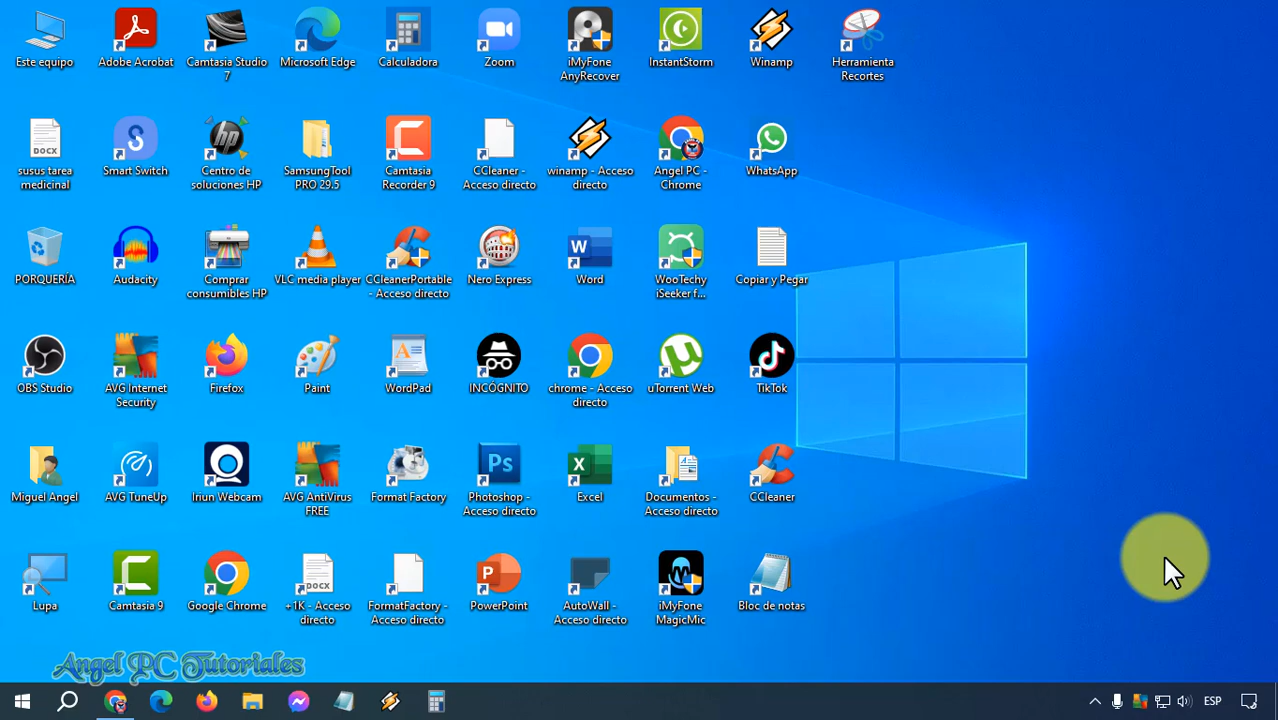 Este equipo
Adobe Acrobat
Camtasia Studio
7
Microsoft Edge
Calculadora
Zoom
iMyFone
AnyRecover
InstantStorm
Winamp
Herramienta
Recortes
DOCX
susus tarea
medicinal
Smart Switch
hp
Centro de
soluciones HP
SamsungTool
PRO 29.5
Camtasia
Recorder 9
CCleaner -
Acceso directo
winamp - Acceso
directo
Angel PC -
Chrome
WhatsApp
PORQUERÍA
Audacity
Comprar
consumibles HP
VLC media player
CCleanerPortable
- Acceso directo
Nero Express
Word
WooTechy
iSeeker f...
Copiar y Pegar
OBS Studio
AVG Internet
Security
Firefox
Paint
WordPad
INCÓGNITO
chrome - Acceso
directo
uTorrent Web
TikTok
Miguel Angel
AVG TuneUp
Iriun Webcam
AVG AntiVirus
FREE
Format Factory
Ps
Photoshop -
Acceso directo
Excel
Documentos -
Acceso directo
CCleaner
Lupa
Camtasia 9
Google Chrome
DOCX
+1K - Acceso
directo
FormatFactory -
Acceso directo
PowerPoint
AutoWall -
Acceso directo
iMyFone
MagicMic
Bloc de notas
Angel PC Tutoriales
ESP